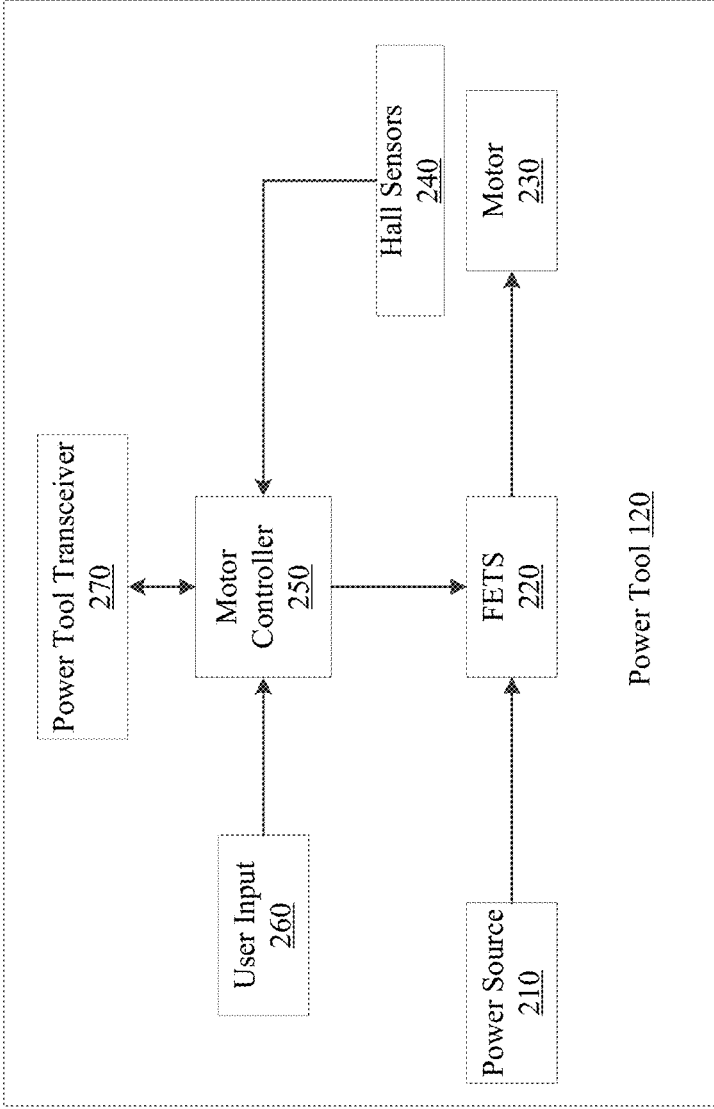 Power Tool Transceiver
270
User Input
260
Motor
Controller
250
Hall Sensors
240
Power Source
210
FETS
220
Motor
230
Power Tool 120